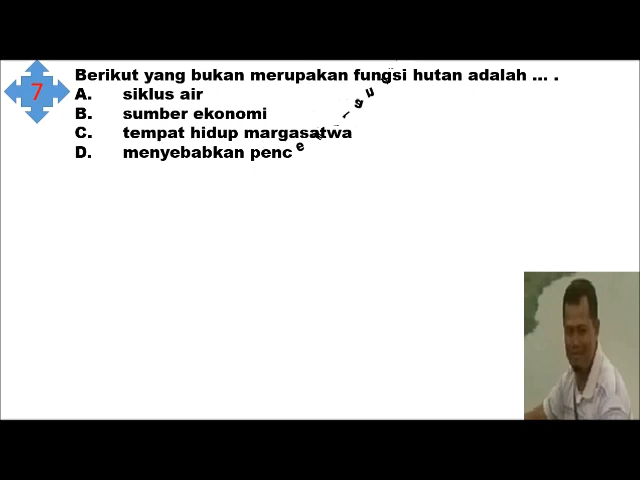 7
Berikut yang bukan merupakan fungsi hutan adalah ... .
A. siklus air
B. sumber ekonomi
C. tempat hidup margasatwa
D. menyebabkan penc